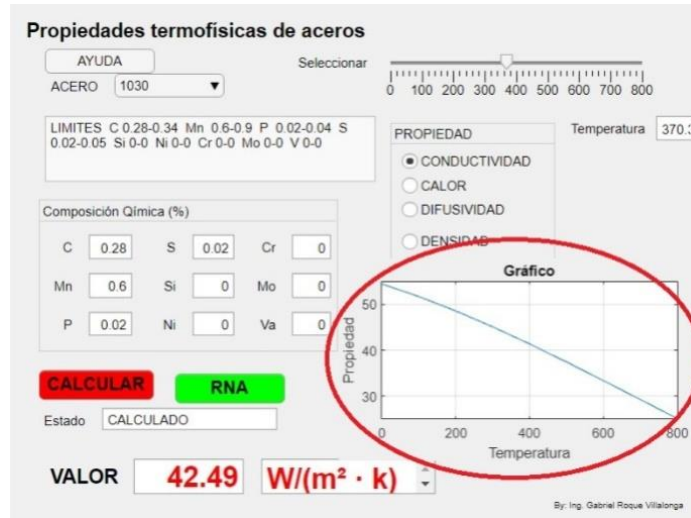 Propiedades termofísicas de aceros
AYUDA
Seleccionar
ACERO 1030
0 100 200 300 400 500 600 700 800
LIMITES C 0.28-0.34 Mn 0.6-0.9 P 0.02-0.04 S
0.02-0.05 Si 0-0 Ni 0-0 Cr 0-0 Mo 0-0 V 0-0
PROPIEDAD
Temperatura 370.3
CONDUCTIVIDAD
CALOR
DIFUSIVIDAD
DENSIDAD
Composición Qímica (%)
C 0.28 S 0.02 Cr 0
Mn 0.6 Si 0 Mo 0
P 0.02 Ni 0 Va 0
Gráfico
50
40
30
Propiedad
0 200 400 600 800
Temperatura
CALCULAR RNA
Estado CALCULADO
VALOR 42.49 W/(m² · k)
By: Ing. Gabriel Roque Villalonga